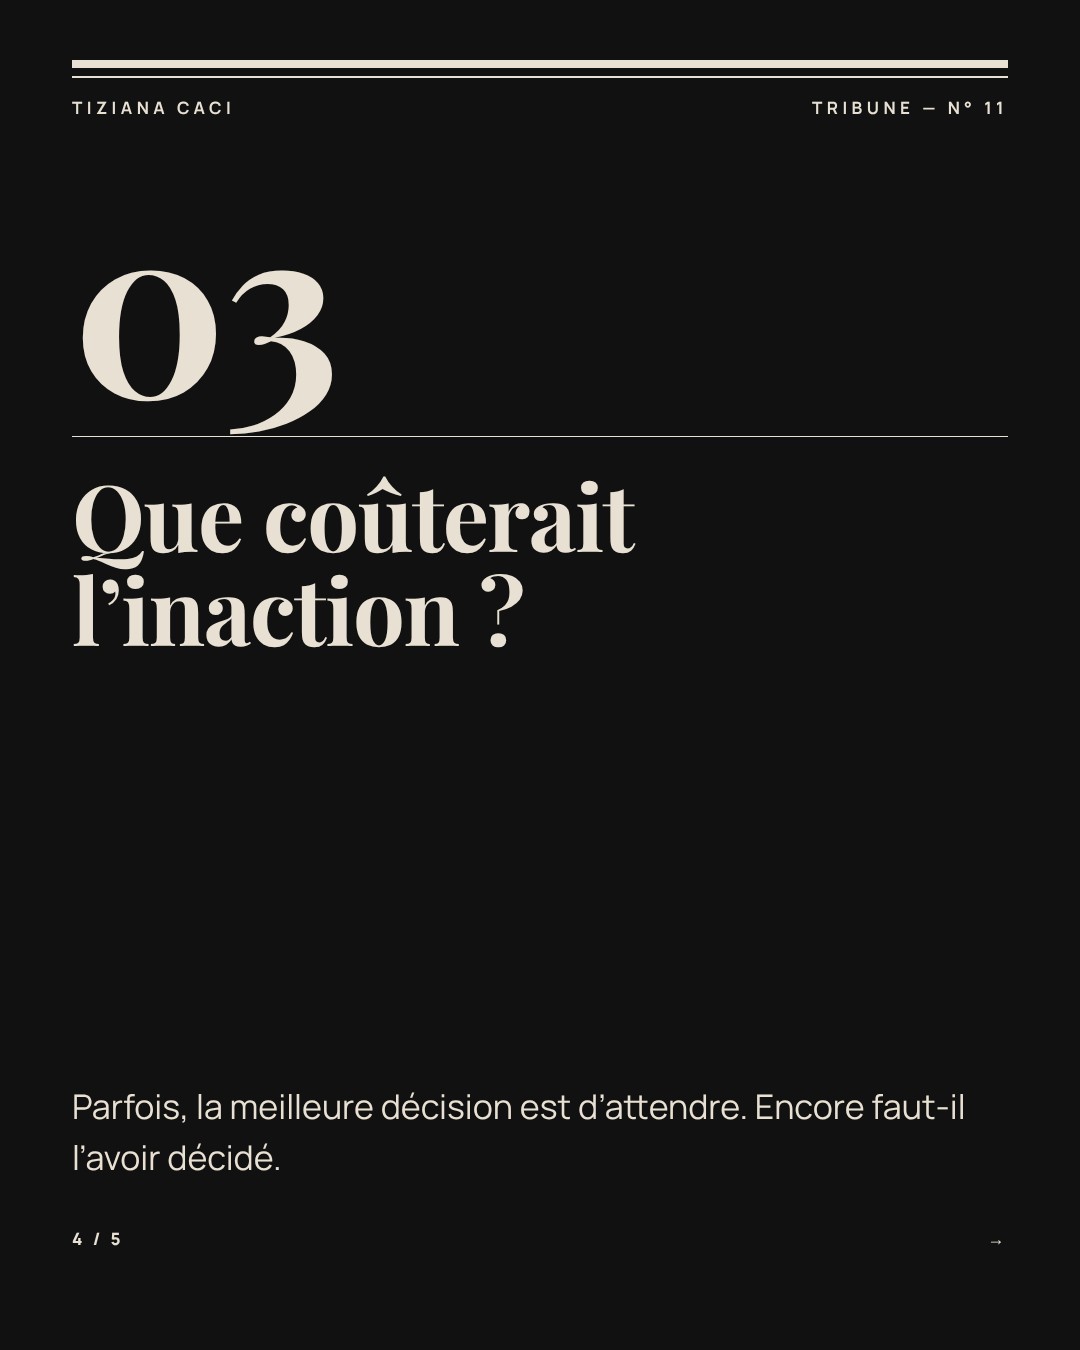 TIZIANA CACI
TRIBUNE — N° 11
03
Que coûterait
l’inaction ?
Parfois, la meilleure décision est d’attendre. Encore faut-il
l’avoir décidé.
4 / 5
→